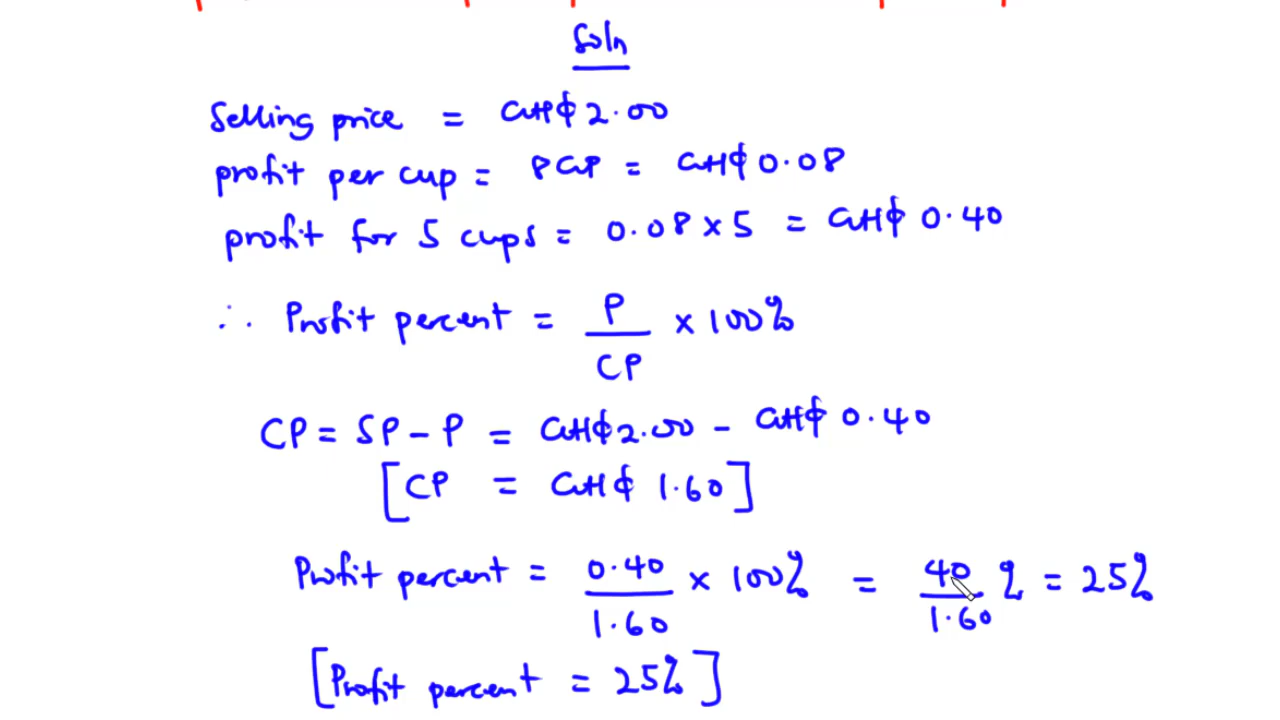 Soln
Selling price = GH¢ 2.00
profit per cup = 8GP = GH¢ 0.08
profit for 5 cups = 0.08 × 5 = GH¢ 0.40
∴ Profit percent = P/CP × 100%
CP = SP - P = GH¢ 2.00 - GH¢ 0.40
[CP = GH¢ 1.60]
Profit percent = 0.40/1.60 × 100% = 40/1.60 % = 25%
[Profit percent = 25%]